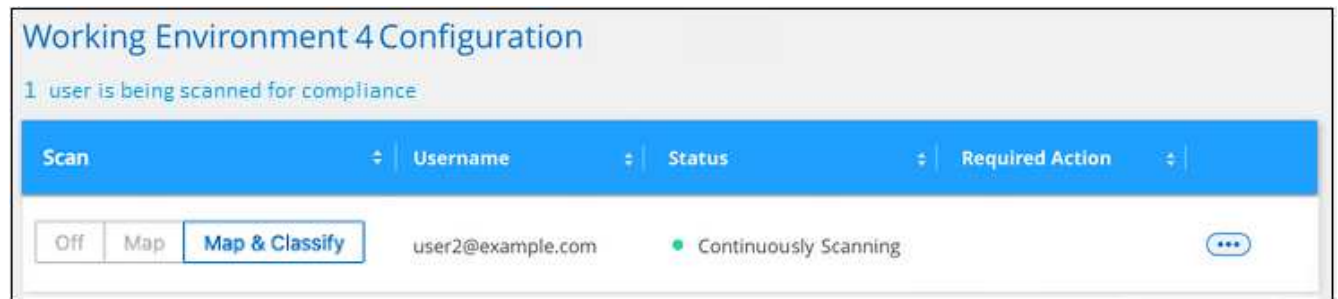 Working Environment 4 Configuration
1 user is being scanned for compliance
Scan Username Status Required Action
Off Map Map & Classify user2@example.com Continuously Scanning